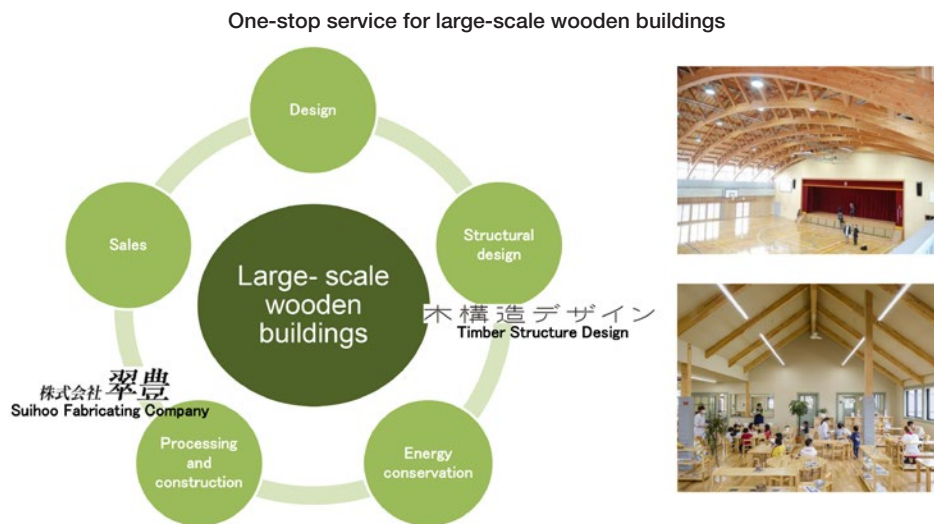 One-stop service for large-scale wooden buildings
Design
Sales
Structural
design
Large- scale
wooden
buildings
木構造デザイン
Timber Structure Design
株式会社 翠豊
Suihoo Fabricating Company
Processing
and
construction
Energy
conservation